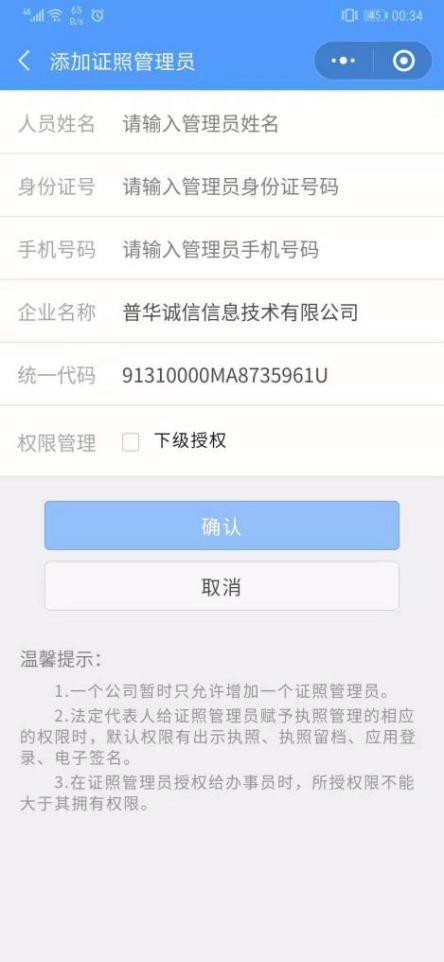 4G 65 B/s 45 00:34
添加证照管理员
人员姓名 请输入管理员姓名
身份证号 请输入管理员身份证号码
手机号码 请输入管理员手机号码
企业名称 普华诚信信息技术有限公司
统一代码 91310000MA8735961U
权限管理 下级授权
确认
取消
温馨提示：
1.一个公司暂时只允许增加一个证照管理员。
2.法定代表人给证照管理员赋予执照管理的相应
的权限时，默认权限有出示执照、执照留档、应用登
录、电子签名。
3.在证照管理员授权给办事员时，所授权限不能
大于其拥有权限。